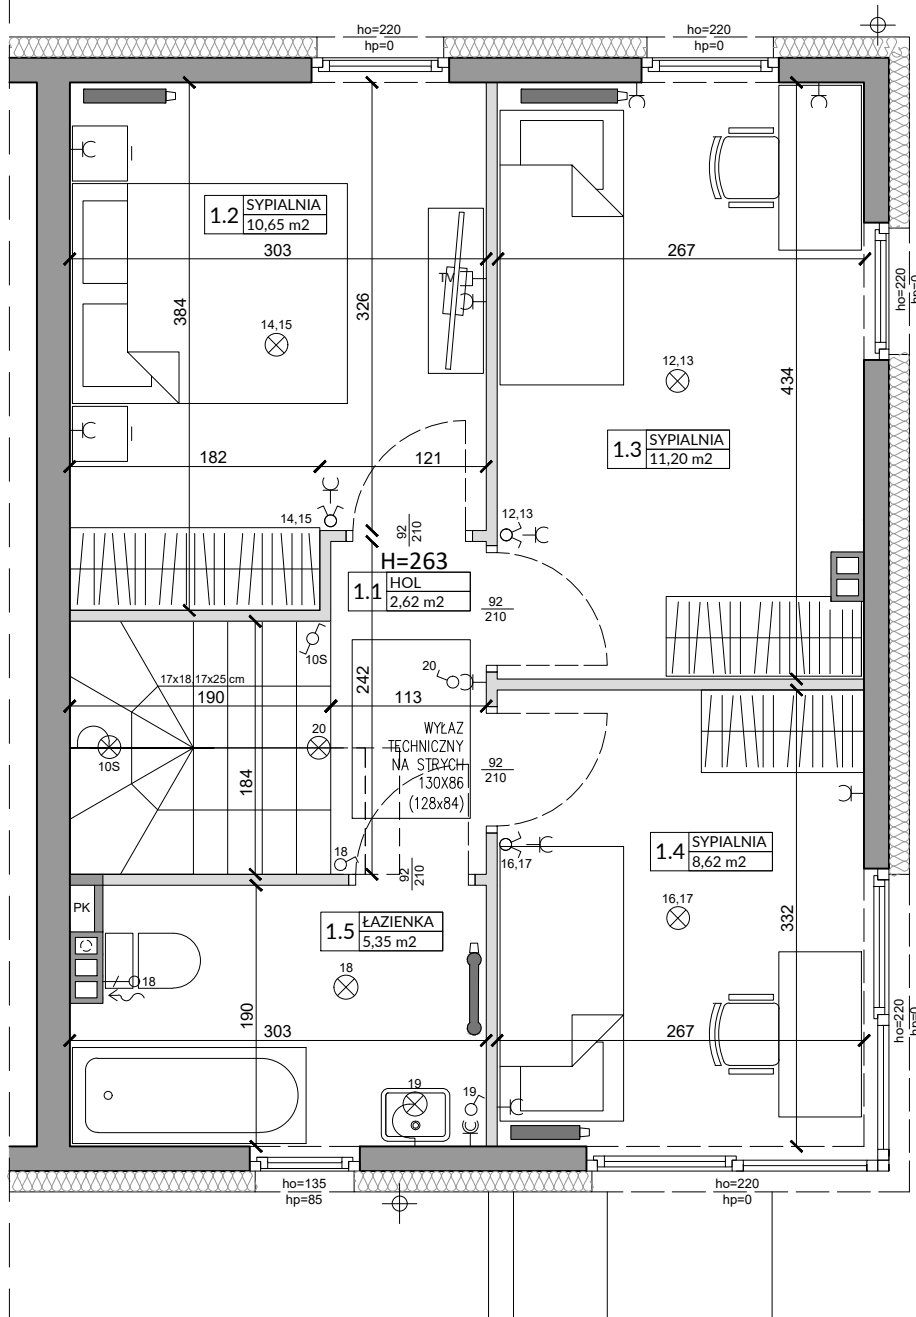 ho=220
hp=0
ho=220
hp=0
1.2
SYPIALNIA
10,65 m2
303
267
TV
384
326
14,15
ho=220
hp=0
12,13
434
1.3
SYPIALNIA
11,20 m2
182
121
14,15
12,13
92
210
H=263
1.1
HOL
2,62 m2
92
210
10S
20
17x18,17x25 cm
242
190
113
20
10S
WYŁAZ
TECHNICZNY
NA STRYCH
130X86
(128x84)
92
210
184
18
92
210
16,17
1.4
SYPIALNIA
8,62 m2
PK
1.5
ŁAZIENKA
5,35 m2
16,17
332
18
18
190
303
267
ho=220
hp=0
19
19
ho=135
hp=85
ho=220
hp=0